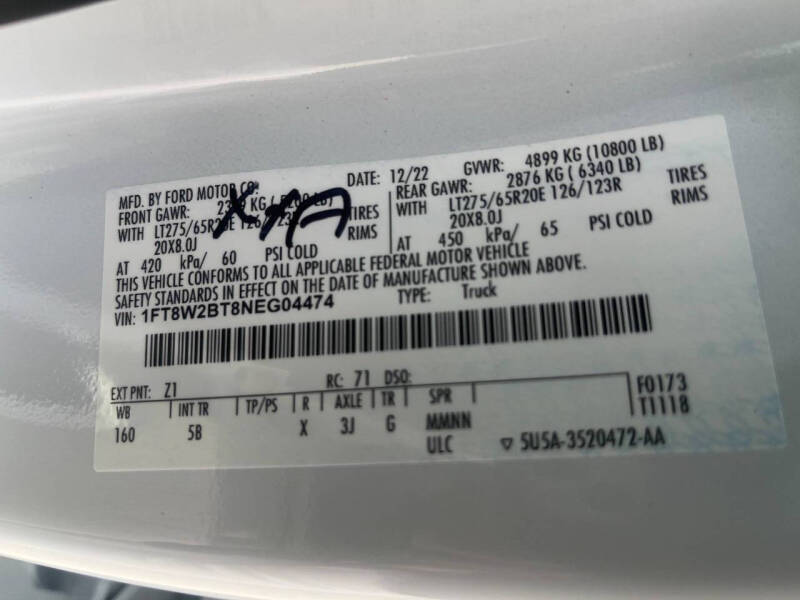 MFD. BY FORD MOTOR CO.
DATE: 12/22 GVWR: 4899 KG (10800 LB)
FRONT GAWR: KG ( LB)
WITH LT275/65R20E TIRES
20X8.0J RIMS
AT 420 kPa/ 60 PSI COLD
REAR GAWR: 2876 KG ( 6340 LB)
WITH LT275/65R20E 126/123R TIRES
20X8.0J RIMS
AT 450 kPa/ 65 PSI COLD
THIS VEHICLE CONFORMS TO ALL APPLICABLE FEDERAL MOTOR VEHICLE
SAFETY STANDARDS IN EFFECT ON THE DATE OF MANUFACTURE SHOWN ABOVE.
VIN: 1FT8W2BT8NEG04474 TYPE: Truck
EXT PNT: Z1 RC: 71 DSO:
WB INT TR TP/PS R AXLE TR SPR
160 5B X 3J G MMNN
ULC
F0173
T1118
5U5A-3520472-AA